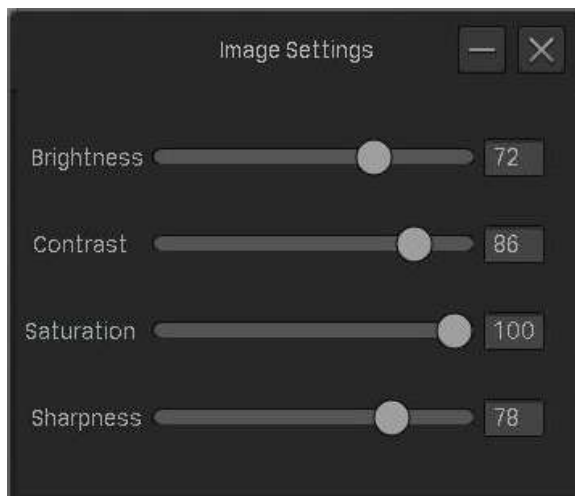 Image Settings
Brightness 72
Contrast 86
Saturation 100
Sharpness 78